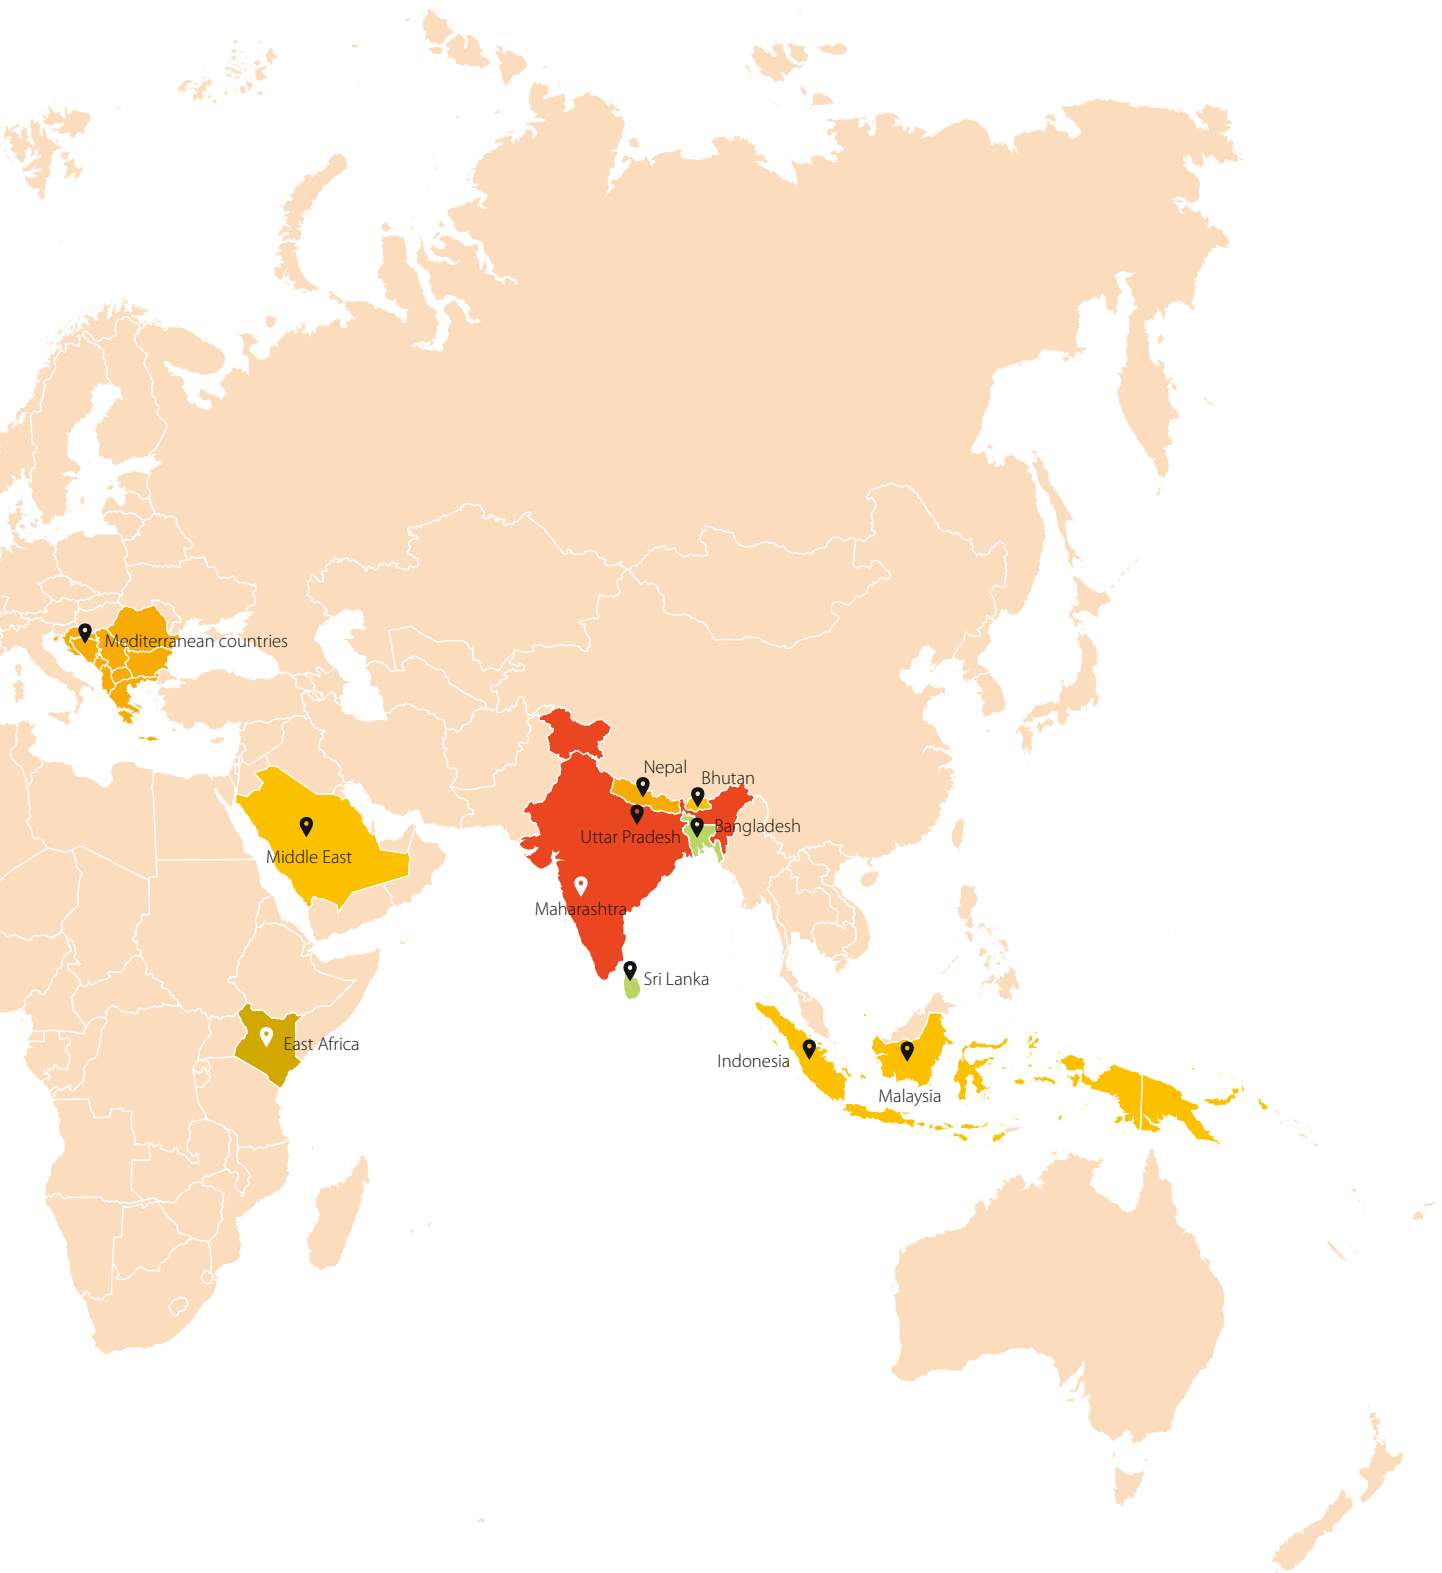 Mediterranean countries
Nepal
Bhutan
Bangladesh
Uttar Pradesh
Middle East
Maharashtra
Sri Lanka
East Africa
Indonesia
Malaysia